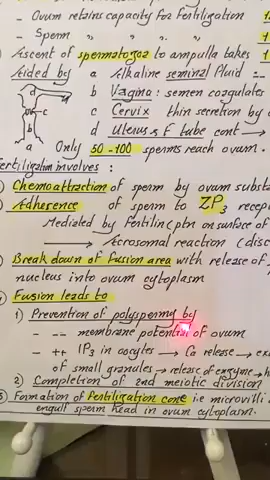 - Ovum retains capacity for fertilization 1
- Sperm " " " "
Ascent of spermatogoz to ampulla takes 1
Aided by a Alkaline seminal fluid :-
b Vagina : semen coagulates
c Cervix thin secretion by
d Uterus & F tube cont →
a Only 50-100 sperms reach ovum.
Fertilization involves :
Chemoattraction of sperm by ovum subst
Adherence of sperm to ZP3 recep
Mediated by Fertilin (ptn on surface of
→ Acrosomal reaction (disc
Break down of fusion area with release of
nucleus into ovum cytoplasm
Fusion leads to
1) Prevention of polyspermy by
- -- membrane potential of ovum
- ++ IP3 in oocytes → Ca release → ex
of small granules → release of enzyme → h
2) Completion of 2nd meiotic division
Formation of fertilization cone i.e microvilli
engulf sperm head in ovum cytoplasm.